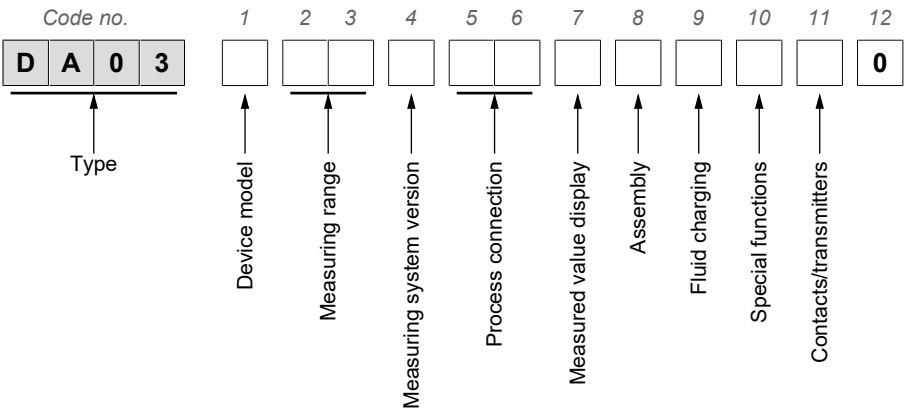 Code no. 1 2 3 4 5 6 7 8 9 10 11 12
D A 0 3 0
Type
Device model
Measuring range
Measuring system version
Process connection
Measured value display
Assembly
Fluid charging
Special functions
Contacts/transmitters